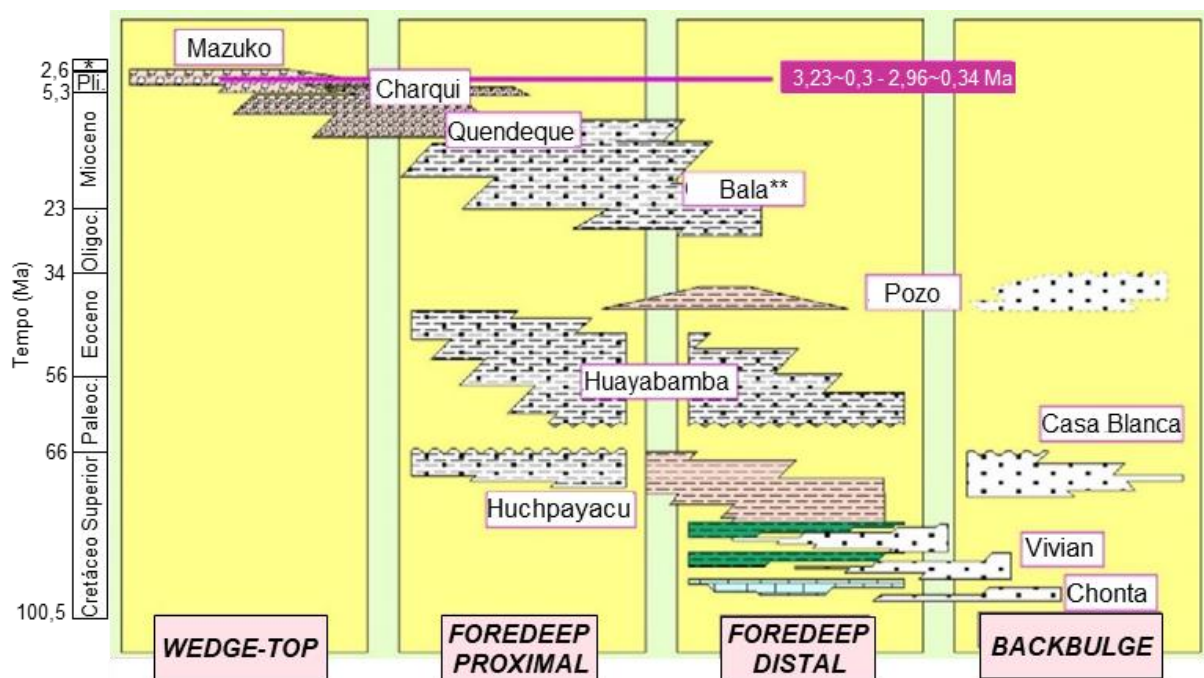 Mazuko
2,6
*
Pli.
3,23~0,3 - 2,96~0,34 Ma
5,3
Charqui
Quendeque
Mioceno
Bala**
23
Oligoc.
34
Pozo
Tempo (Ma)
Eoceno
56
Huayabamba
Paleoc.
Casa Blanca
66
Huchpayacu
Cretáceo Superior
Vivian
Chonta
100,5
WEDGE-TOP
FOREDEEP
PROXIMAL
FOREDEEP
DISTAL
BACKBULGE